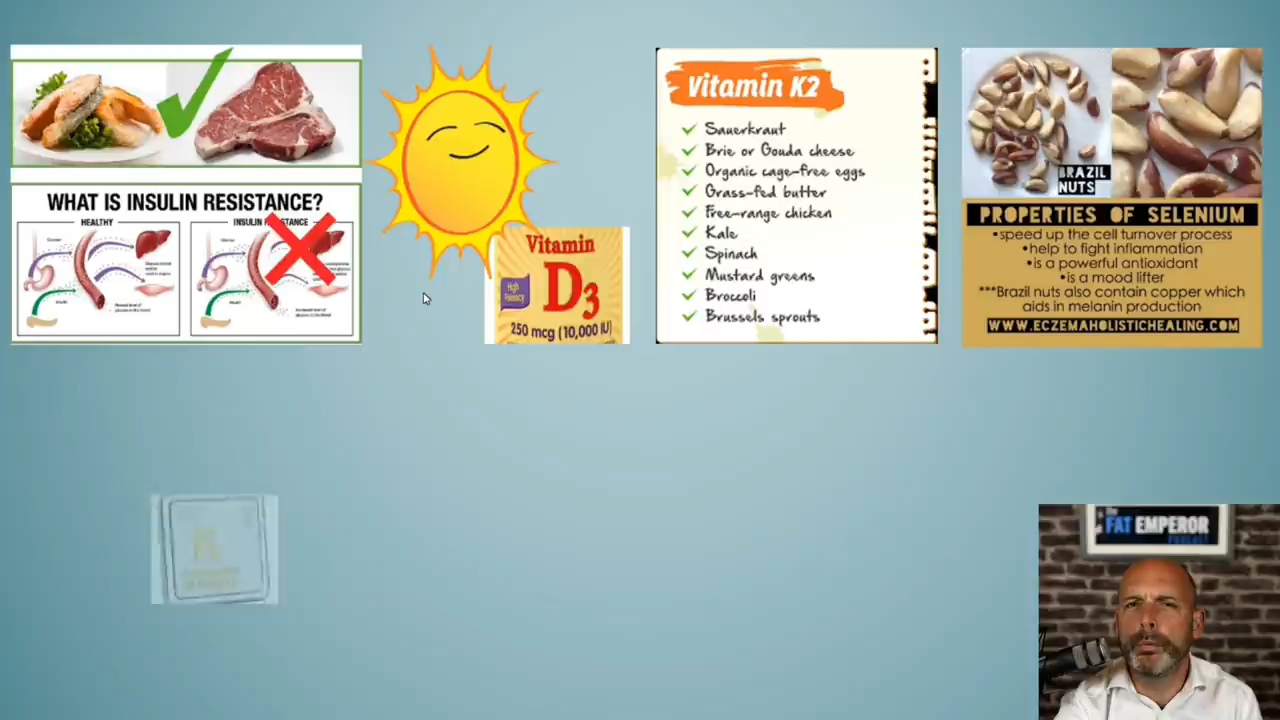 WHAT IS INSULIN RESISTANCE?
HEALTHY
Vitamin
High
Potency
D3
250 mcg (10,000 IU)
Vitamin K2
Sauerkraut
Brie or Gouda cheese
Organic cage-free eggs
Grass-fed butter
Free-range chicken
Kale
Spinach
Mustard greens
Broccoli
Brussels sprouts
BRAZIL
NUTS
PROPERTIES OF SELENIUM
•speed up the cell turnover process
•help to fight inflammation
•is a powerful antioxidant
•is a mood lifter
***Brazil nuts also contain copper which
aids in melanin production
WWW.ECZEMAHOLISTICHEALING.COM
FAT EMPEROR